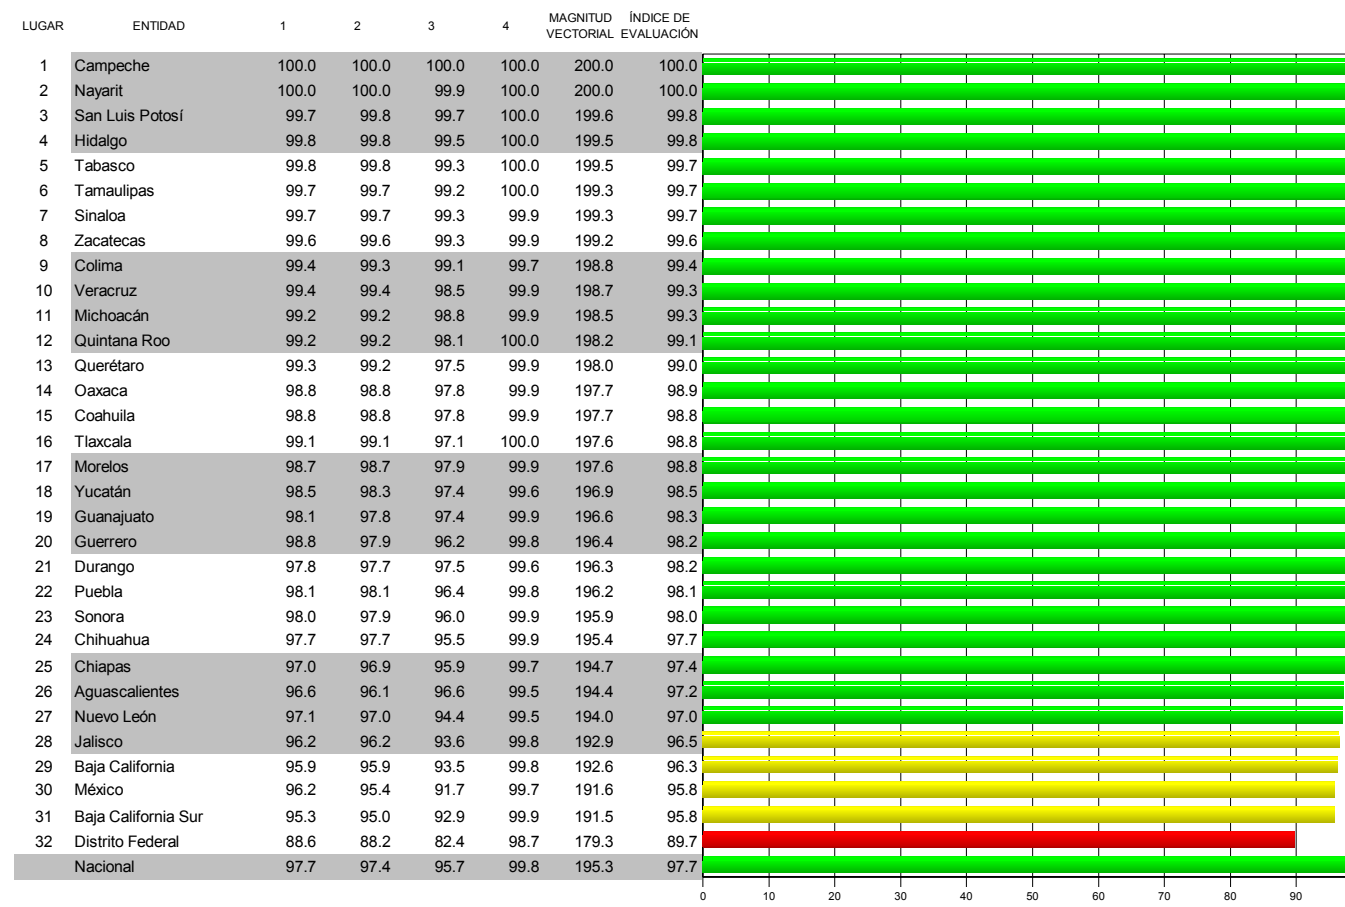 LUGAR ENTIDAD 1 2 3 4 MAGNITUD VECTORIAL ÍNDICE DE EVALUACIÓN
1 Campeche 100.0 100.0 100.0 100.0 200.0 100.0
2 Nayarit 100.0 100.0 99.9 100.0 200.0 100.0
3 San Luis Potosí 99.7 99.8 99.7 100.0 199.6 99.8
4 Hidalgo 99.8 99.8 99.5 100.0 199.5 99.8
5 Tabasco 99.8 99.8 99.3 100.0 199.5 99.7
6 Tamaulipas 99.7 99.7 99.2 100.0 199.3 99.7
7 Sinaloa 99.7 99.7 99.3 99.9 199.3 99.7
8 Zacatecas 99.6 99.6 99.3 99.9 199.2 99.6
9 Colima 99.4 99.3 99.1 99.7 198.8 99.4
10 Veracruz 99.4 99.4 98.5 99.9 198.7 99.3
11 Michoacán 99.2 99.2 98.8 99.9 198.5 99.3
12 Quintana Roo 99.2 99.2 98.1 100.0 198.2 99.1
13 Querétaro 99.3 99.2 97.5 99.9 198.0 99.0
14 Oaxaca 98.8 98.8 97.8 99.9 197.7 98.9
15 Coahuila 98.8 98.8 97.8 99.9 197.7 98.8
16 Tlaxcala 99.1 99.1 97.1 100.0 197.6 98.8
17 Morelos 98.7 98.7 97.9 99.9 197.6 98.8
18 Yucatán 98.5 98.3 97.4 99.6 196.9 98.5
19 Guanajuato 98.1 97.8 97.4 99.9 196.6 98.3
20 Guerrero 98.8 97.9 96.2 99.8 196.4 98.2
21 Durango 97.8 97.7 97.5 99.6 196.3 98.2
22 Puebla 98.1 98.1 96.4 99.8 196.2 98.1
23 Sonora 98.0 97.9 96.0 99.9 195.9 98.0
24 Chihuahua 97.7 97.7 95.5 99.9 195.4 97.7
25 Chiapas 97.0 96.9 95.9 99.7 194.7 97.4
26 Aguascalientes 96.6 96.1 96.6 99.5 194.4 97.2
27 Nuevo León 97.1 97.0 94.4 99.5 194.0 97.0
28 Jalisco 96.2 96.2 93.6 99.8 192.9 96.5
29 Baja California 95.9 95.9 93.5 99.8 192.6 96.3
30 México 96.2 95.4 91.7 99.7 191.6 95.8
31 Baja California Sur 95.3 95.0 92.9 99.9 191.5 95.8
32 Distrito Federal 88.6 88.2 82.4 98.7 179.3 89.7
Nacional 97.7 97.4 95.7 99.8 195.3 97.7
0 10 20 30 40 50 60 70 80 90